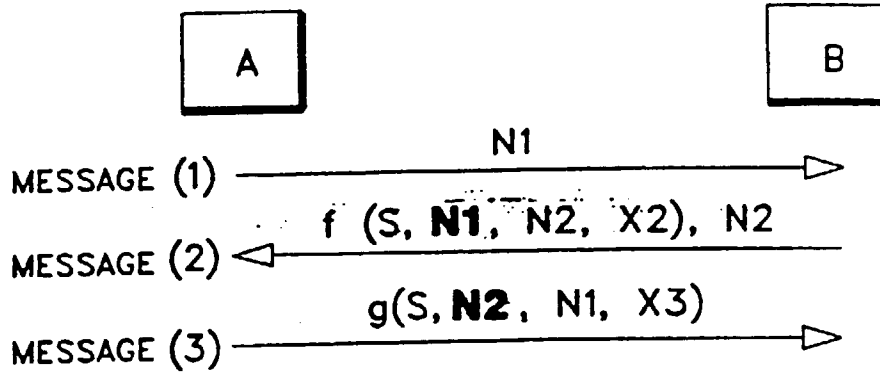 A
B
N1
MESSAGE (1)
f (S, N1, N2, X2), N2
MESSAGE (2)
g(S, N2, N1, X3)
MESSAGE (3)